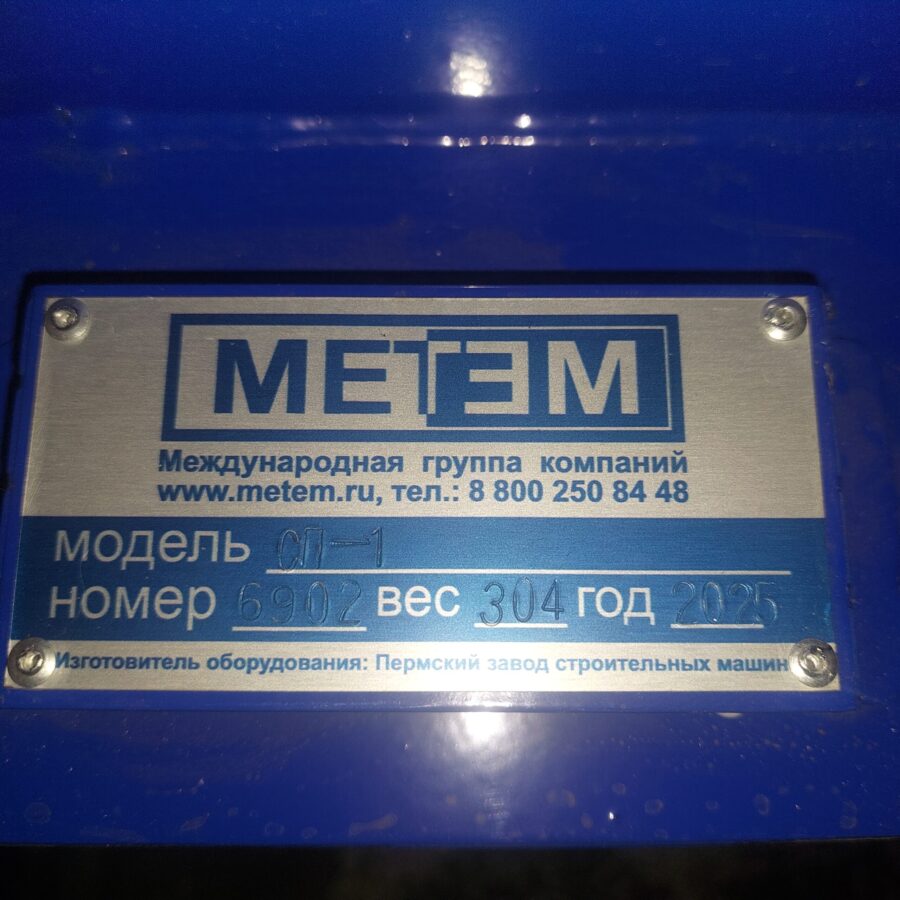 МЕТЕМ
Международная группа компаний
www.metem.ru, тел.: 8 800 250 84 48
модель СП-1
номер 6902 вес 304 год 2025
Изготовитель оборудования: Пермский завод строительных машин